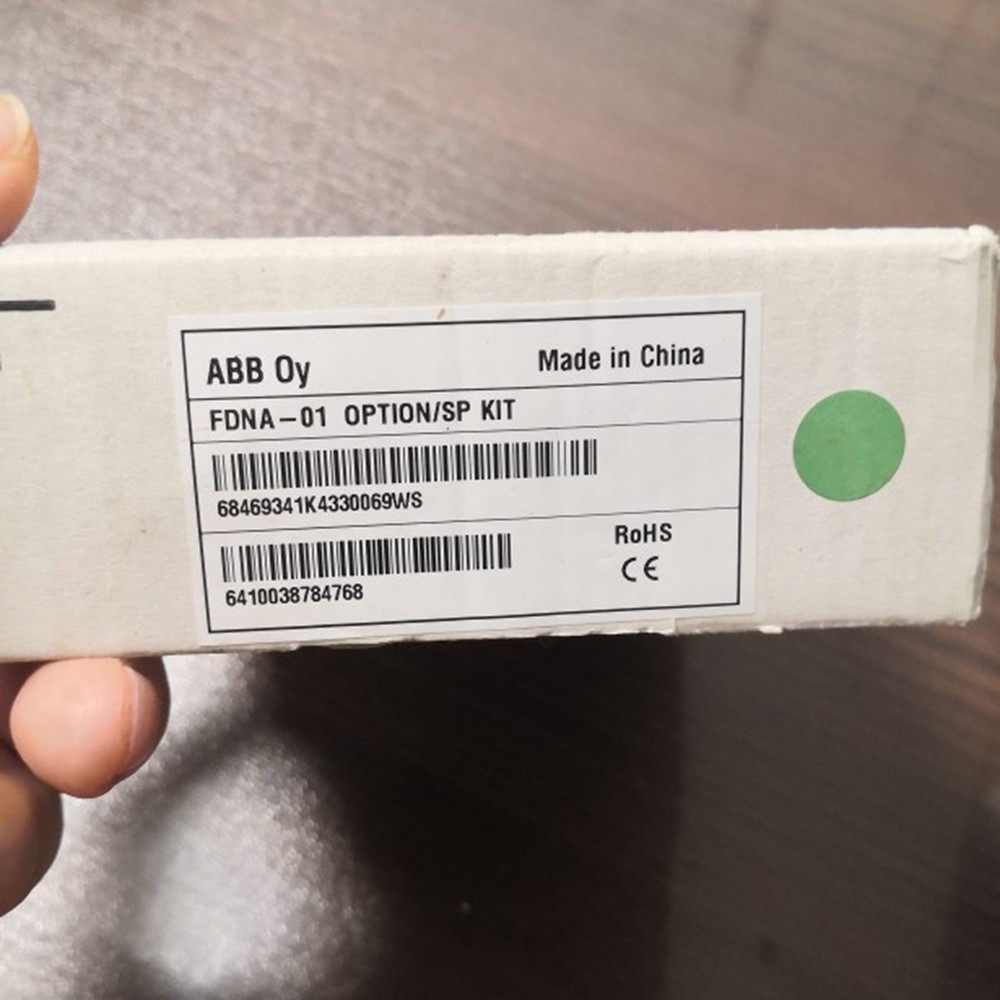 ABB Oy
Made in China
FDNA-01 OPTION/SP KIT
68469341K4330069WS
6410038784768
RoHS
CE